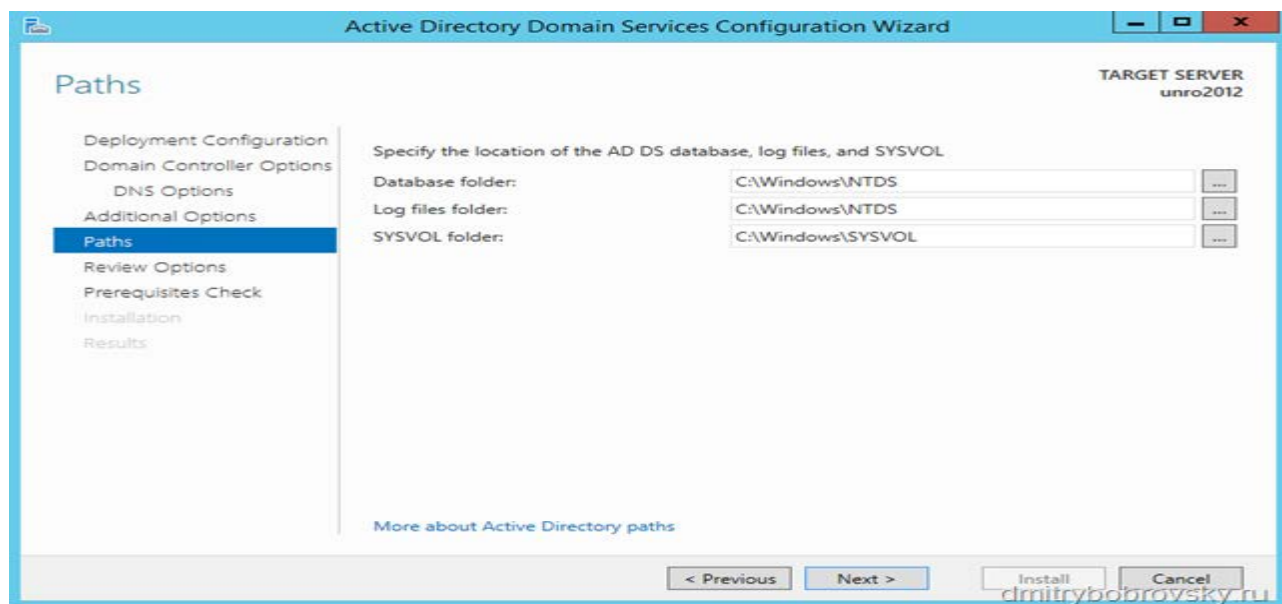 Active Directory Domain Services Configuration Wizard
Paths
TARGET SERVER
unro2012
Deployment Configuration
Domain Controller Options
DNS Options
Additional Options
Paths
Review Options
Prerequisites Check
Installation
Results
Specify the location of the AD DS database, log files, and SYSVOL
Database folder: C:\Windows\NTDS ...
Log files folder: C:\Windows\NTDS ...
SYSVOL folder: C:\Windows\SYSVOL ...
More about Active Directory paths
< Previous Next > Install Cancel
dmitrybobrovsky.ru